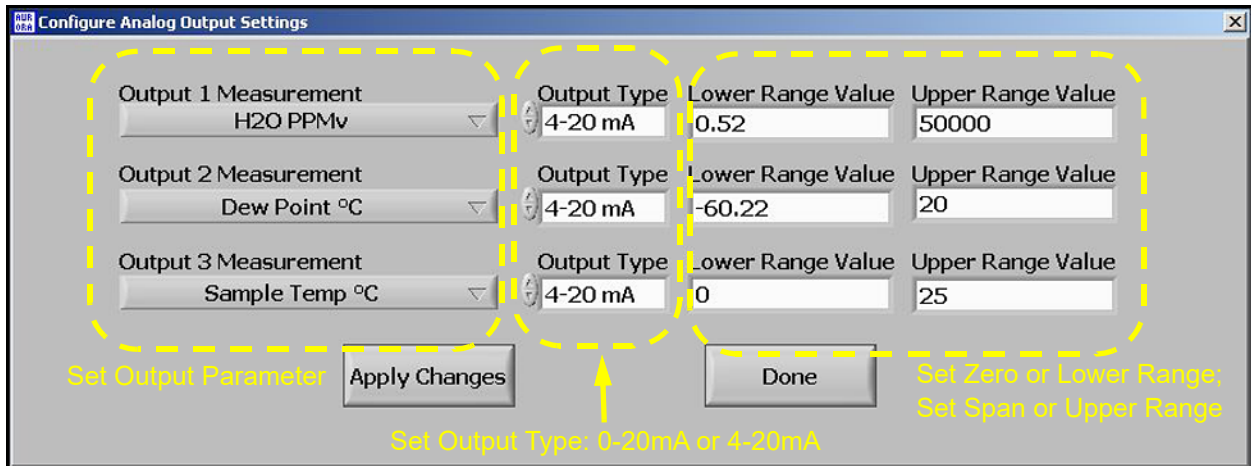 AUR
ORA
Configure Analog Output Settings
Output 1 Measurement Output Type Lower Range Value Upper Range Value
H2O PPMv 4-20 mA 0.52 50000
Output 2 Measurement Output Type Lower Range Value Upper Range Value
Dew Point ºC 4-20 mA -60.22 20
Output 3 Measurement Output Type Lower Range Value Upper Range Value
Sample Temp ºC 4-20 mA 0 25
Set Output Parameter Apply Changes Done Set Zero or Lower Range;
Set Span or Upper Range
Set Output Type: 0-20mA or 4-20mA